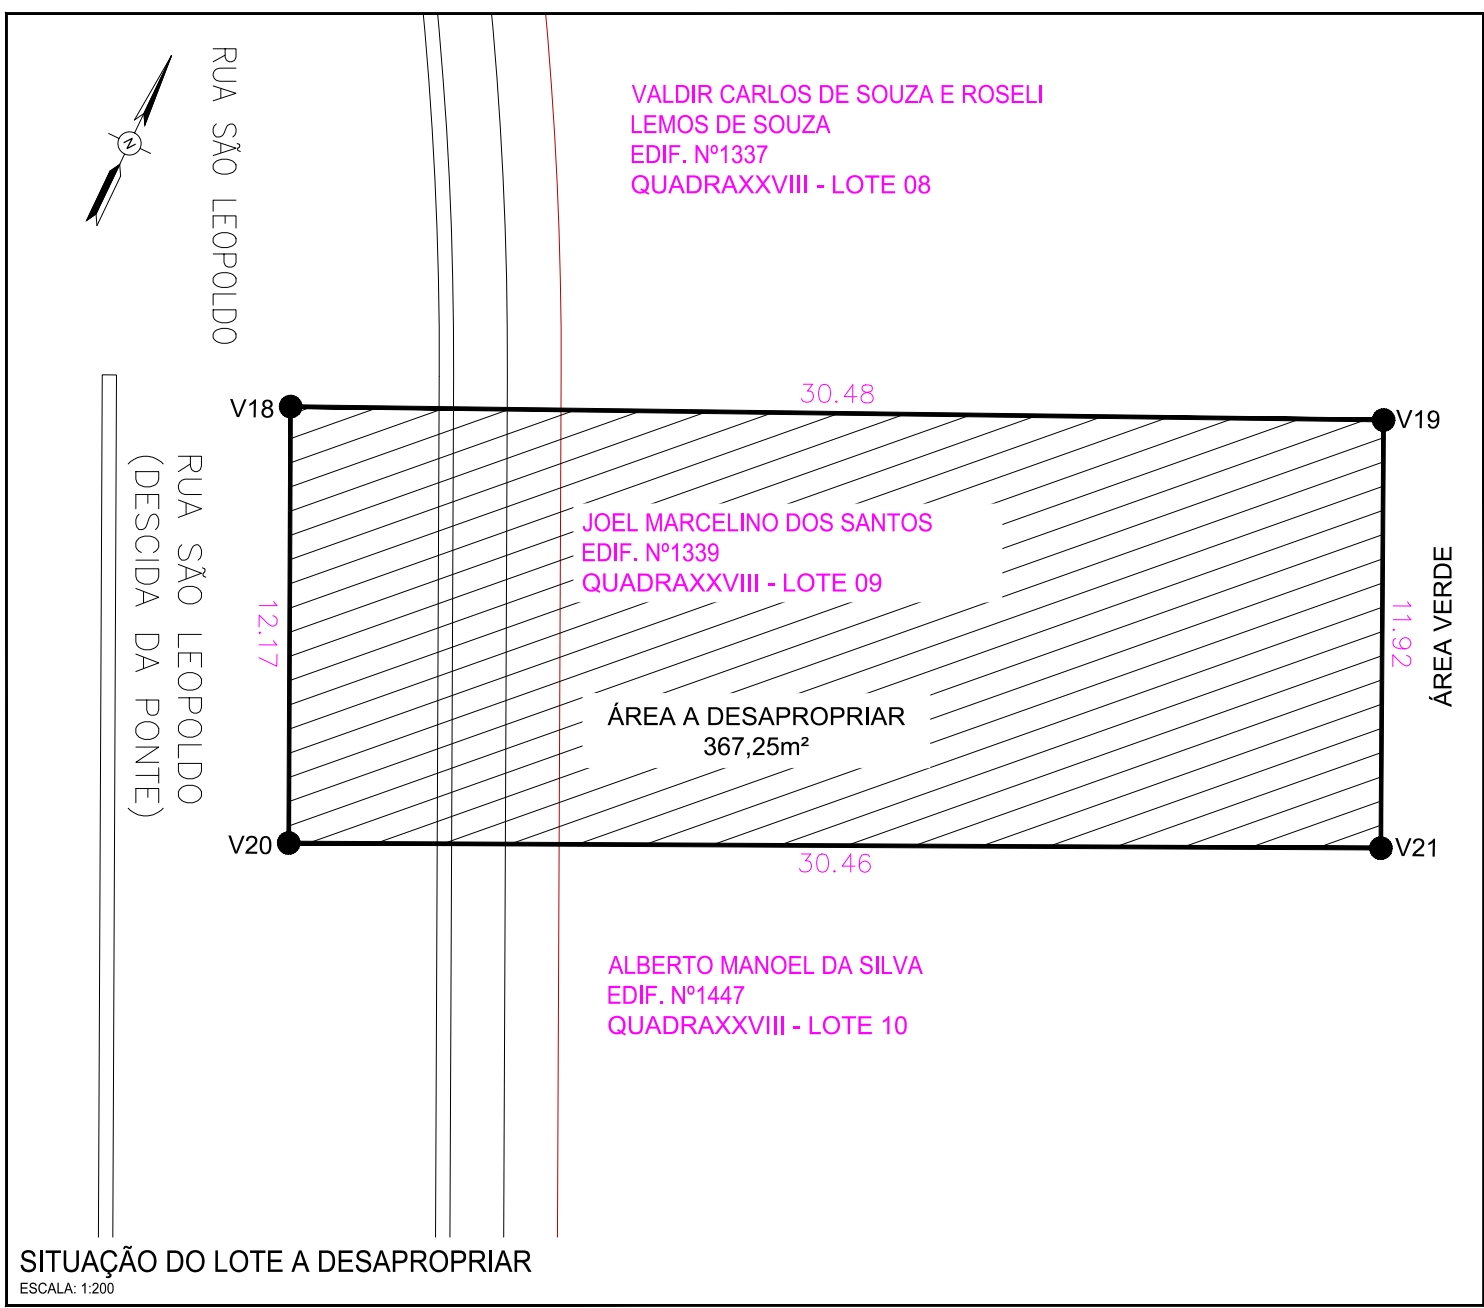 RUA SÃO LEOPOLDO
N
VALDIR CARLOS DE SOUZA E ROSELI
LEMOS DE SOUZA
EDIF. Nº1337
QUADRAXXVIII - LOTE 08
V18
30.48
V19
RUA SÃO LEOPOLDO
(DESCIDA DA PONTE)
12.17
JOEL MARCELINO DOS SANTOS
EDIF. Nº1339
QUADRAXXVIII - LOTE 09
11.92
ÁREA VERDE
ÁREA A DESAPROPRIAR
367,25m²
V20
30.46
V21
ALBERTO MANOEL DA SILVA
EDIF. Nº1447
QUADRAXXVIII - LOTE 10
SITUAÇÃO DO LOTE A DESAPROPRIAR
ESCALA: 1:200